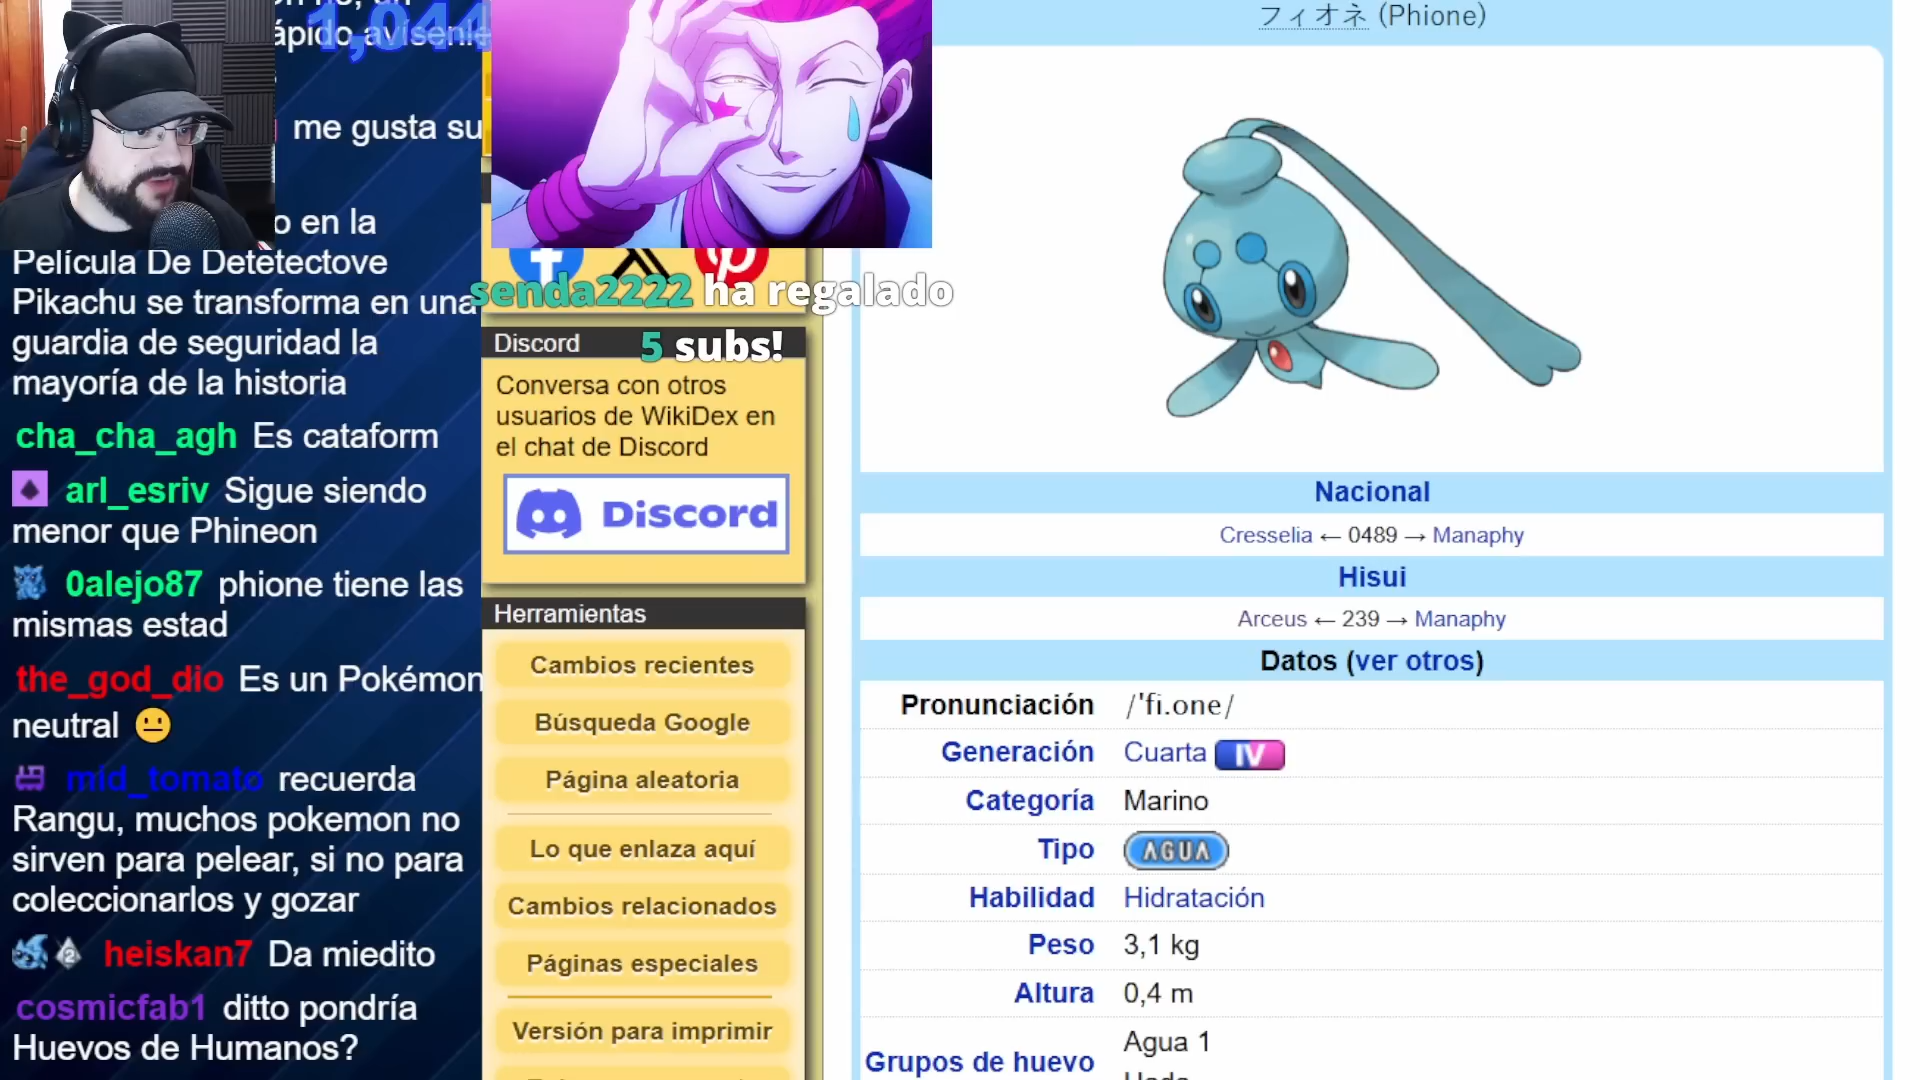 1,044
ápido avísenle
me gusta su
o en la
Película De Detètectove
Pikachu se transforma en una
guardia de seguridad la
mayoría de la historia
cha_cha_agh Es cataform
arl_esriv Sigue siendo
menor que Phineon
0alejo87 phione tiene las
mismas estad
the_god_dio Es un Pokémon
neutral 😐
mid_tomato recuerda
Rangu, muchos pokemon no
sirven para pelear, si no para
coleccionarlos y gozar
heiskan7 Da miedito
cosmicfab1 ditto pondría
Huevos de Humanos?
senda2222 ha regalado
5 subs!
Discord
Conversa con otros
usuarios de WikiDex en
el chat de Discord
Discord
Herramientas
Cambios recientes
Búsqueda Google
Página aleatoria
Lo que enlaza aquí
Cambios relacionados
Páginas especiales
Versión para imprimir
フィオネ (Phione)
Nacional
Cresselia ← 0489 → Manaphy
Hisui
Arceus ← 239 → Manaphy
Datos (ver otros)
Pronunciación /'fi.one/
Generación Cuarta IV
Categoría Marino
Tipo AGUA
Habilidad Hidratación
Peso 3,1 kg
Altura 0,4 m
Grupos de huevo Agua 1